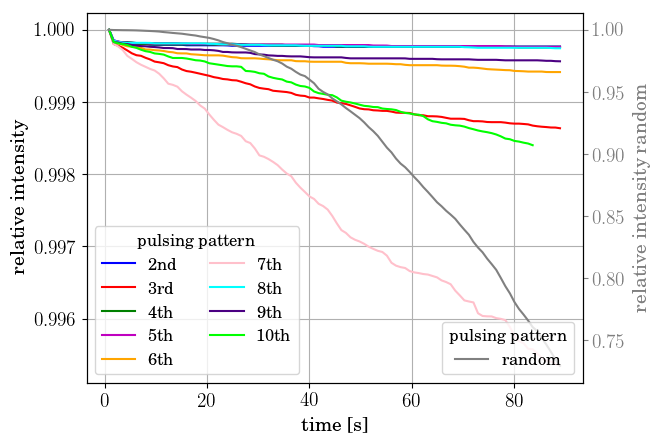 1.000
0.999
0.998
0.997
0.996
relative intensity
1.00
0.95
0.90
0.85
0.80
0.75
relative intensity random
pulsing pattern
2nd 7th
3rd 8th
4th 9th
5th 10th
6th
pulsing pattern
random
0 20 40 60 80
time [s]